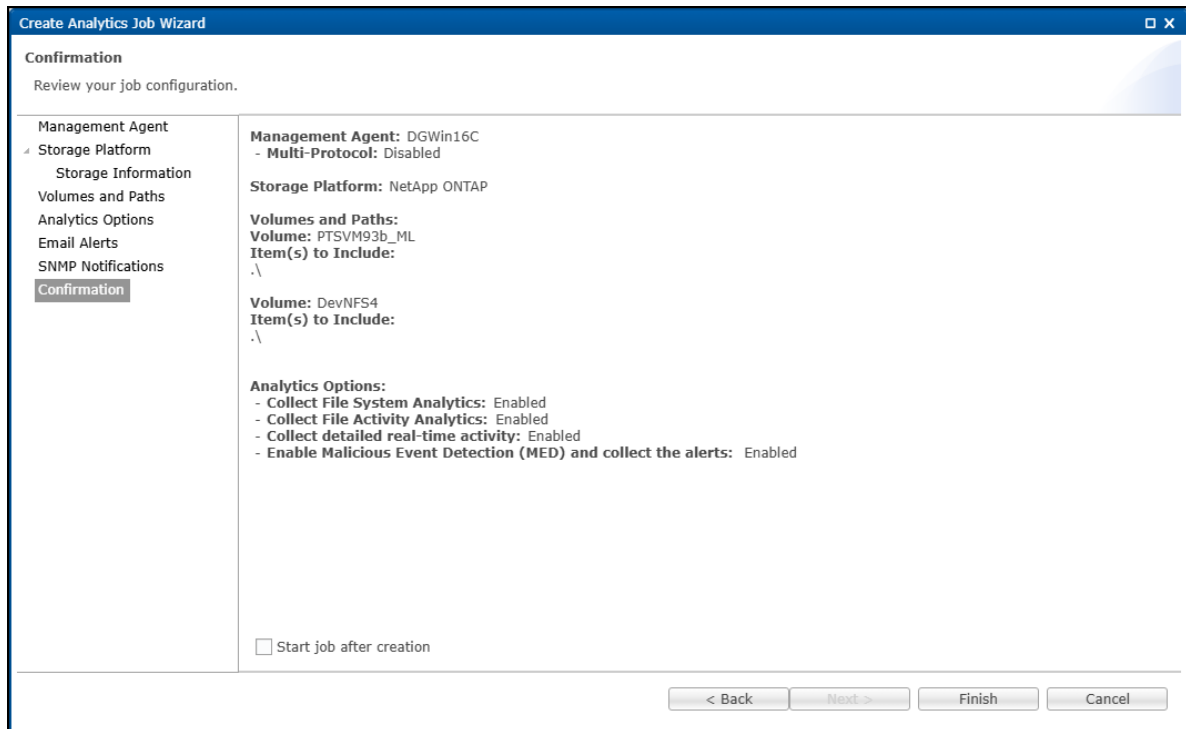 Create Analytics Job Wizard
Confirmation
Review your job configuration.
Management Agent
Storage Platform
Storage Information
Volumes and Paths
Analytics Options
Email Alerts
SNMP Notifications
Confirmation
Management Agent: DGWin16C
- Multi-Protocol: Disabled
Storage Platform: NetApp ONTAP
Volumes and Paths:
Volume: PTSVM93b_ML
Item(s) to Include:
.\
Volume: DevNFS4
Item(s) to Include:
.\
Analytics Options:
- Collect File System Analytics: Enabled
- Collect File Activity Analytics: Enabled
- Collect detailed real-time activity: Enabled
- Enable Malicious Event Detection (MED) and collect the alerts: Enabled
Start job after creation
< Back Next > Finish Cancel